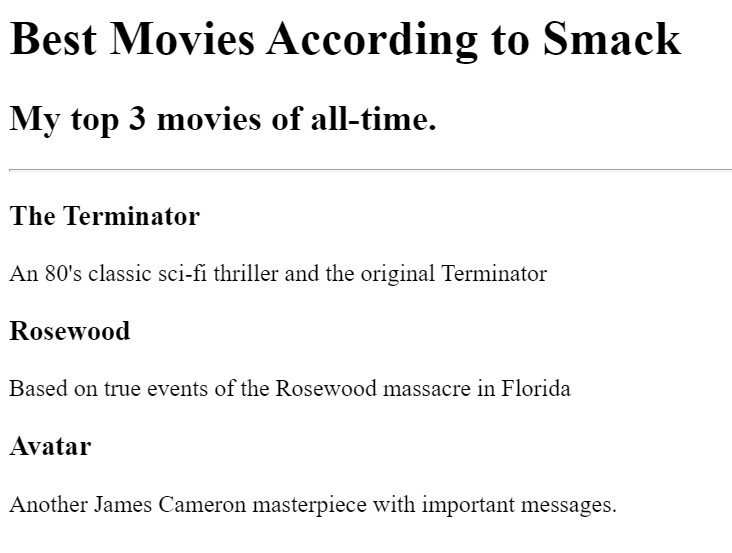 Best Movies According to Smack
My top 3 movies of all-time.
The Terminator
An 80's classic sci-fi thriller and the original Terminator
Rosewood
Based on true events of the Rosewood massacre in Florida
Avatar
Another James Cameron masterpiece with important messages.